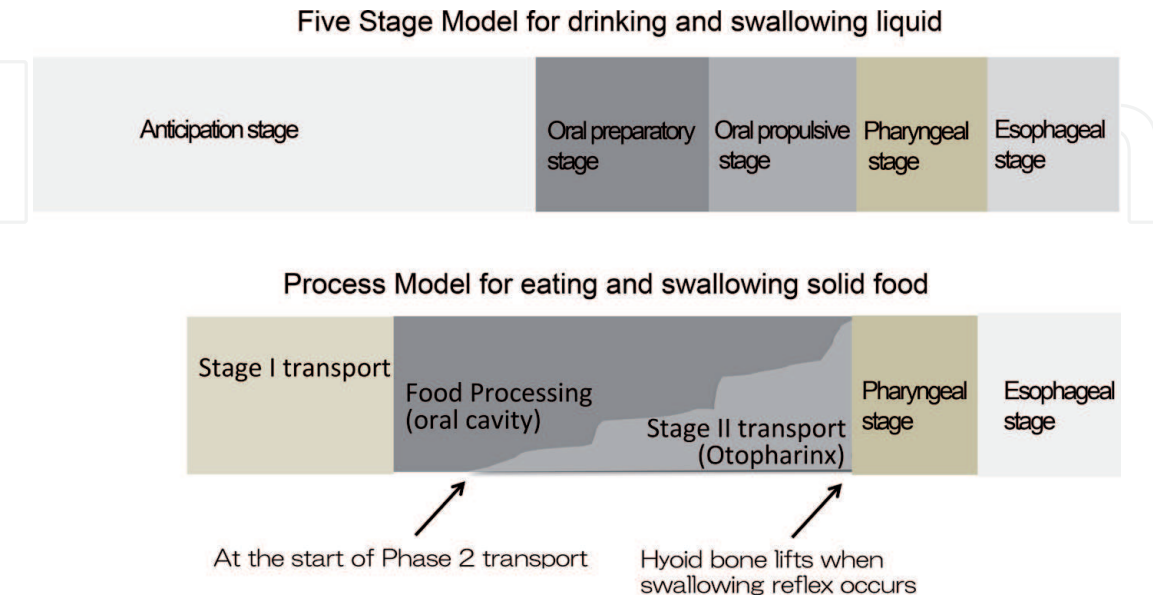 Five Stage Model for drinking and swallowing liquid
Anticipation stage
Oral preparatory
stage
Oral propulsive
stage
Pharyngeal
stage
Esophageal
stage
Process Model for eating and swallowing solid food
Stage I transport
Food Processing
(oral cavity)
Stage II transport
(Otopharinx)
Pharyngeal
stage
Esophageal
stage
At the start of Phase 2 transport
Hyoid bone lifts when
swallowing reflex occurs